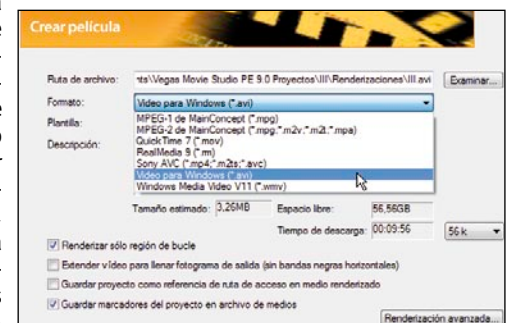 Crear película
Ruta de archivo: nts\Vegas Movie Studio PE 9.0 Proyectos\III\Renderizaciones\III.avi Examinar...
Formato: Video para Windows (*.avi)
Plantilla: MPEG-1 de MainConcept (*.mpg)
MPEG-2 de MainConcept (*.mpg;*.m2v;*.m2t;*.mpa)
Descripción: QuickTime 7 (*.mov)
RealMedia 9 (*.rm)
Sony AVC (*.mp4;*.m2ts;*.avc)
Video para Windows (*.avi)
Windows Media Video V11 (*.wmv)
Tamaño estimado: 3,26MB Espacio libre: 56,56GB
Tiempo de descarga: 00:09:56 56 k
Renderizar sólo región de bucle
Extender vídeo para llenar fotograma de salida (sin bandas negras horizontales)
Guardar proyecto como referencia de ruta de acceso en medio renderizado
Guardar marcadores del proyecto en archivo de medios
Renderización avanzada...